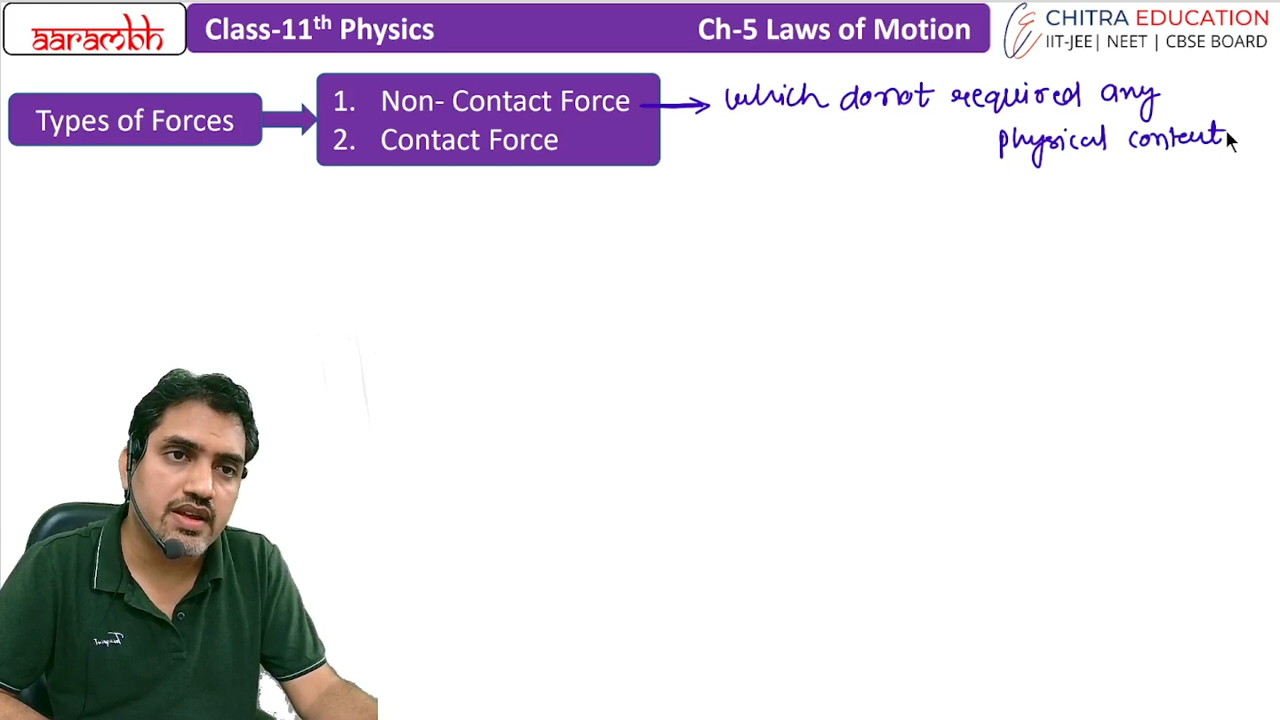 aarambh
Class-11th Physics
Ch-5 Laws of Motion
CHITRA EDUCATION
IIT-JEE| NEET | CBSE BOARD
Types of Forces
1. Non- Contact Force
2. Contact Force
which donot required any
physical contect